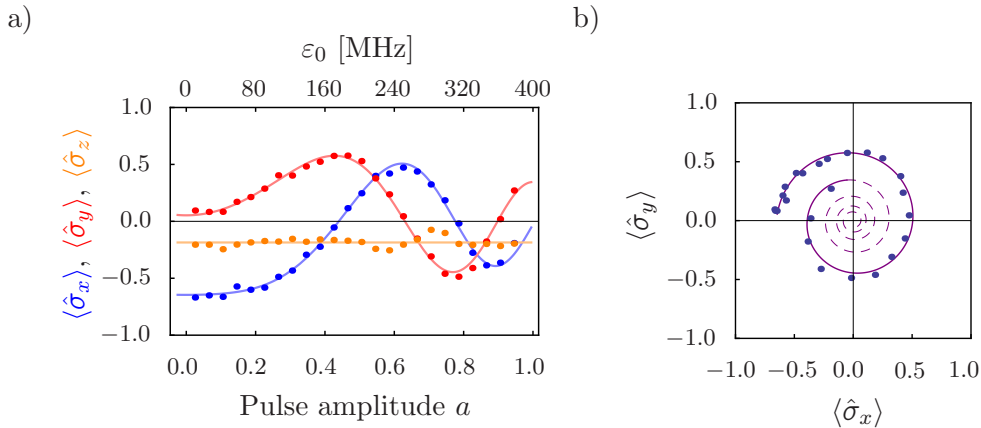 a)
ε₀ [MHz]
0 80 160 240 320 400
1.0
0.5
0.0
−0.5
−1.0
⟨σ̂x⟩, ⟨σ̂y⟩, ⟨σ̂z⟩
0.0 0.2 0.4 0.6 0.8 1.0
Pulse amplitude a
b)
1.0
0.5
0.0
−0.5
−1.0
⟨σ̂y⟩
−1.0 −0.5 0.0 0.5 1.0
⟨σ̂x⟩